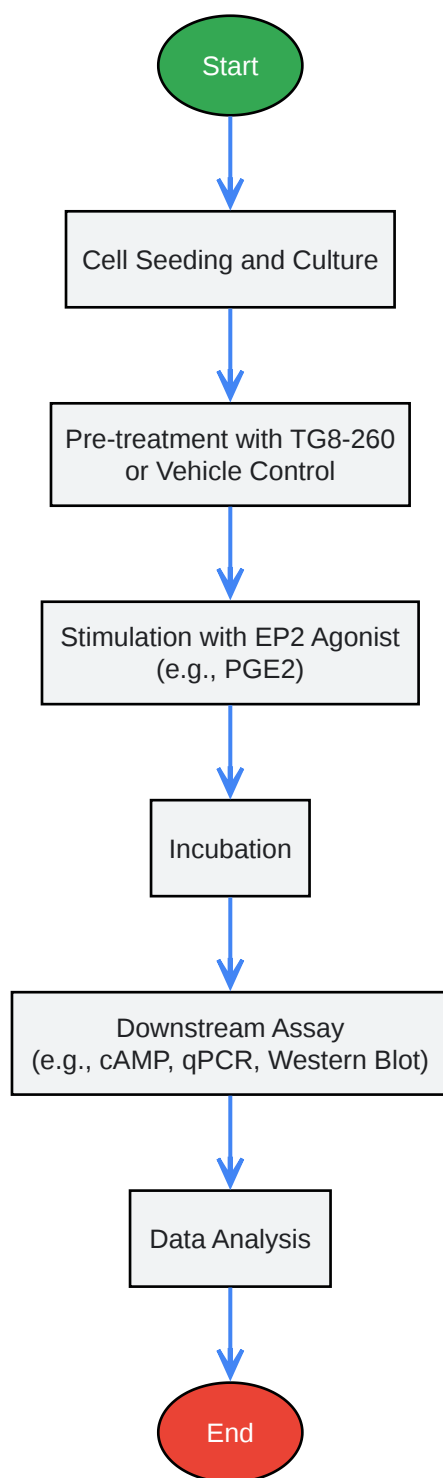 Start
Cell Seeding and Culture
Pre-treatment with TG8-260
or Vehicle Control
Stimulation with EP2 Agonist
(e.g., PGE2)
Incubation
Downstream Assay
(e.g., cAMP, qPCR, Western Blot)
Data Analysis
End